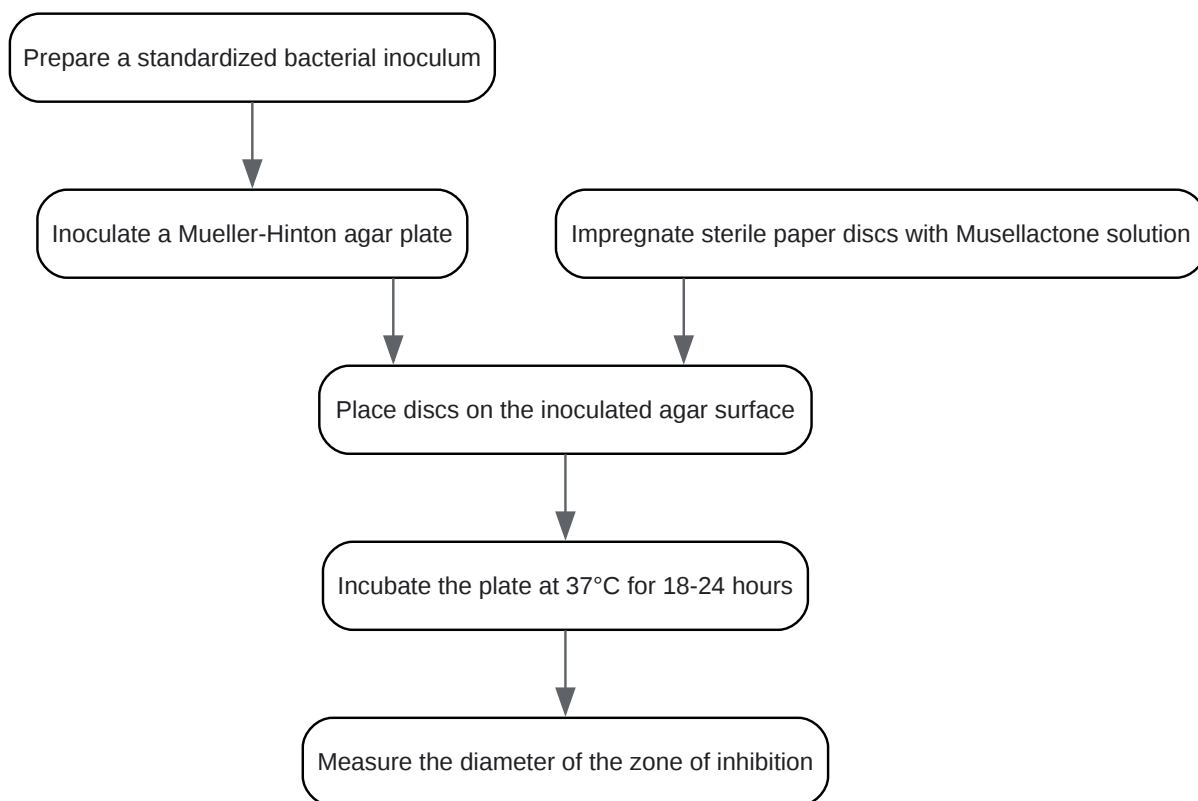 Prepare a standardized bacterial inoculum
Inoculate a Mueller-Hinton agar plate
Impregnate sterile paper discs with Musellactone solution
Place discs on the inoculated agar surface
Incubate the plate at 37°C for 18-24 hours
Measure the diameter of the zone of inhibition